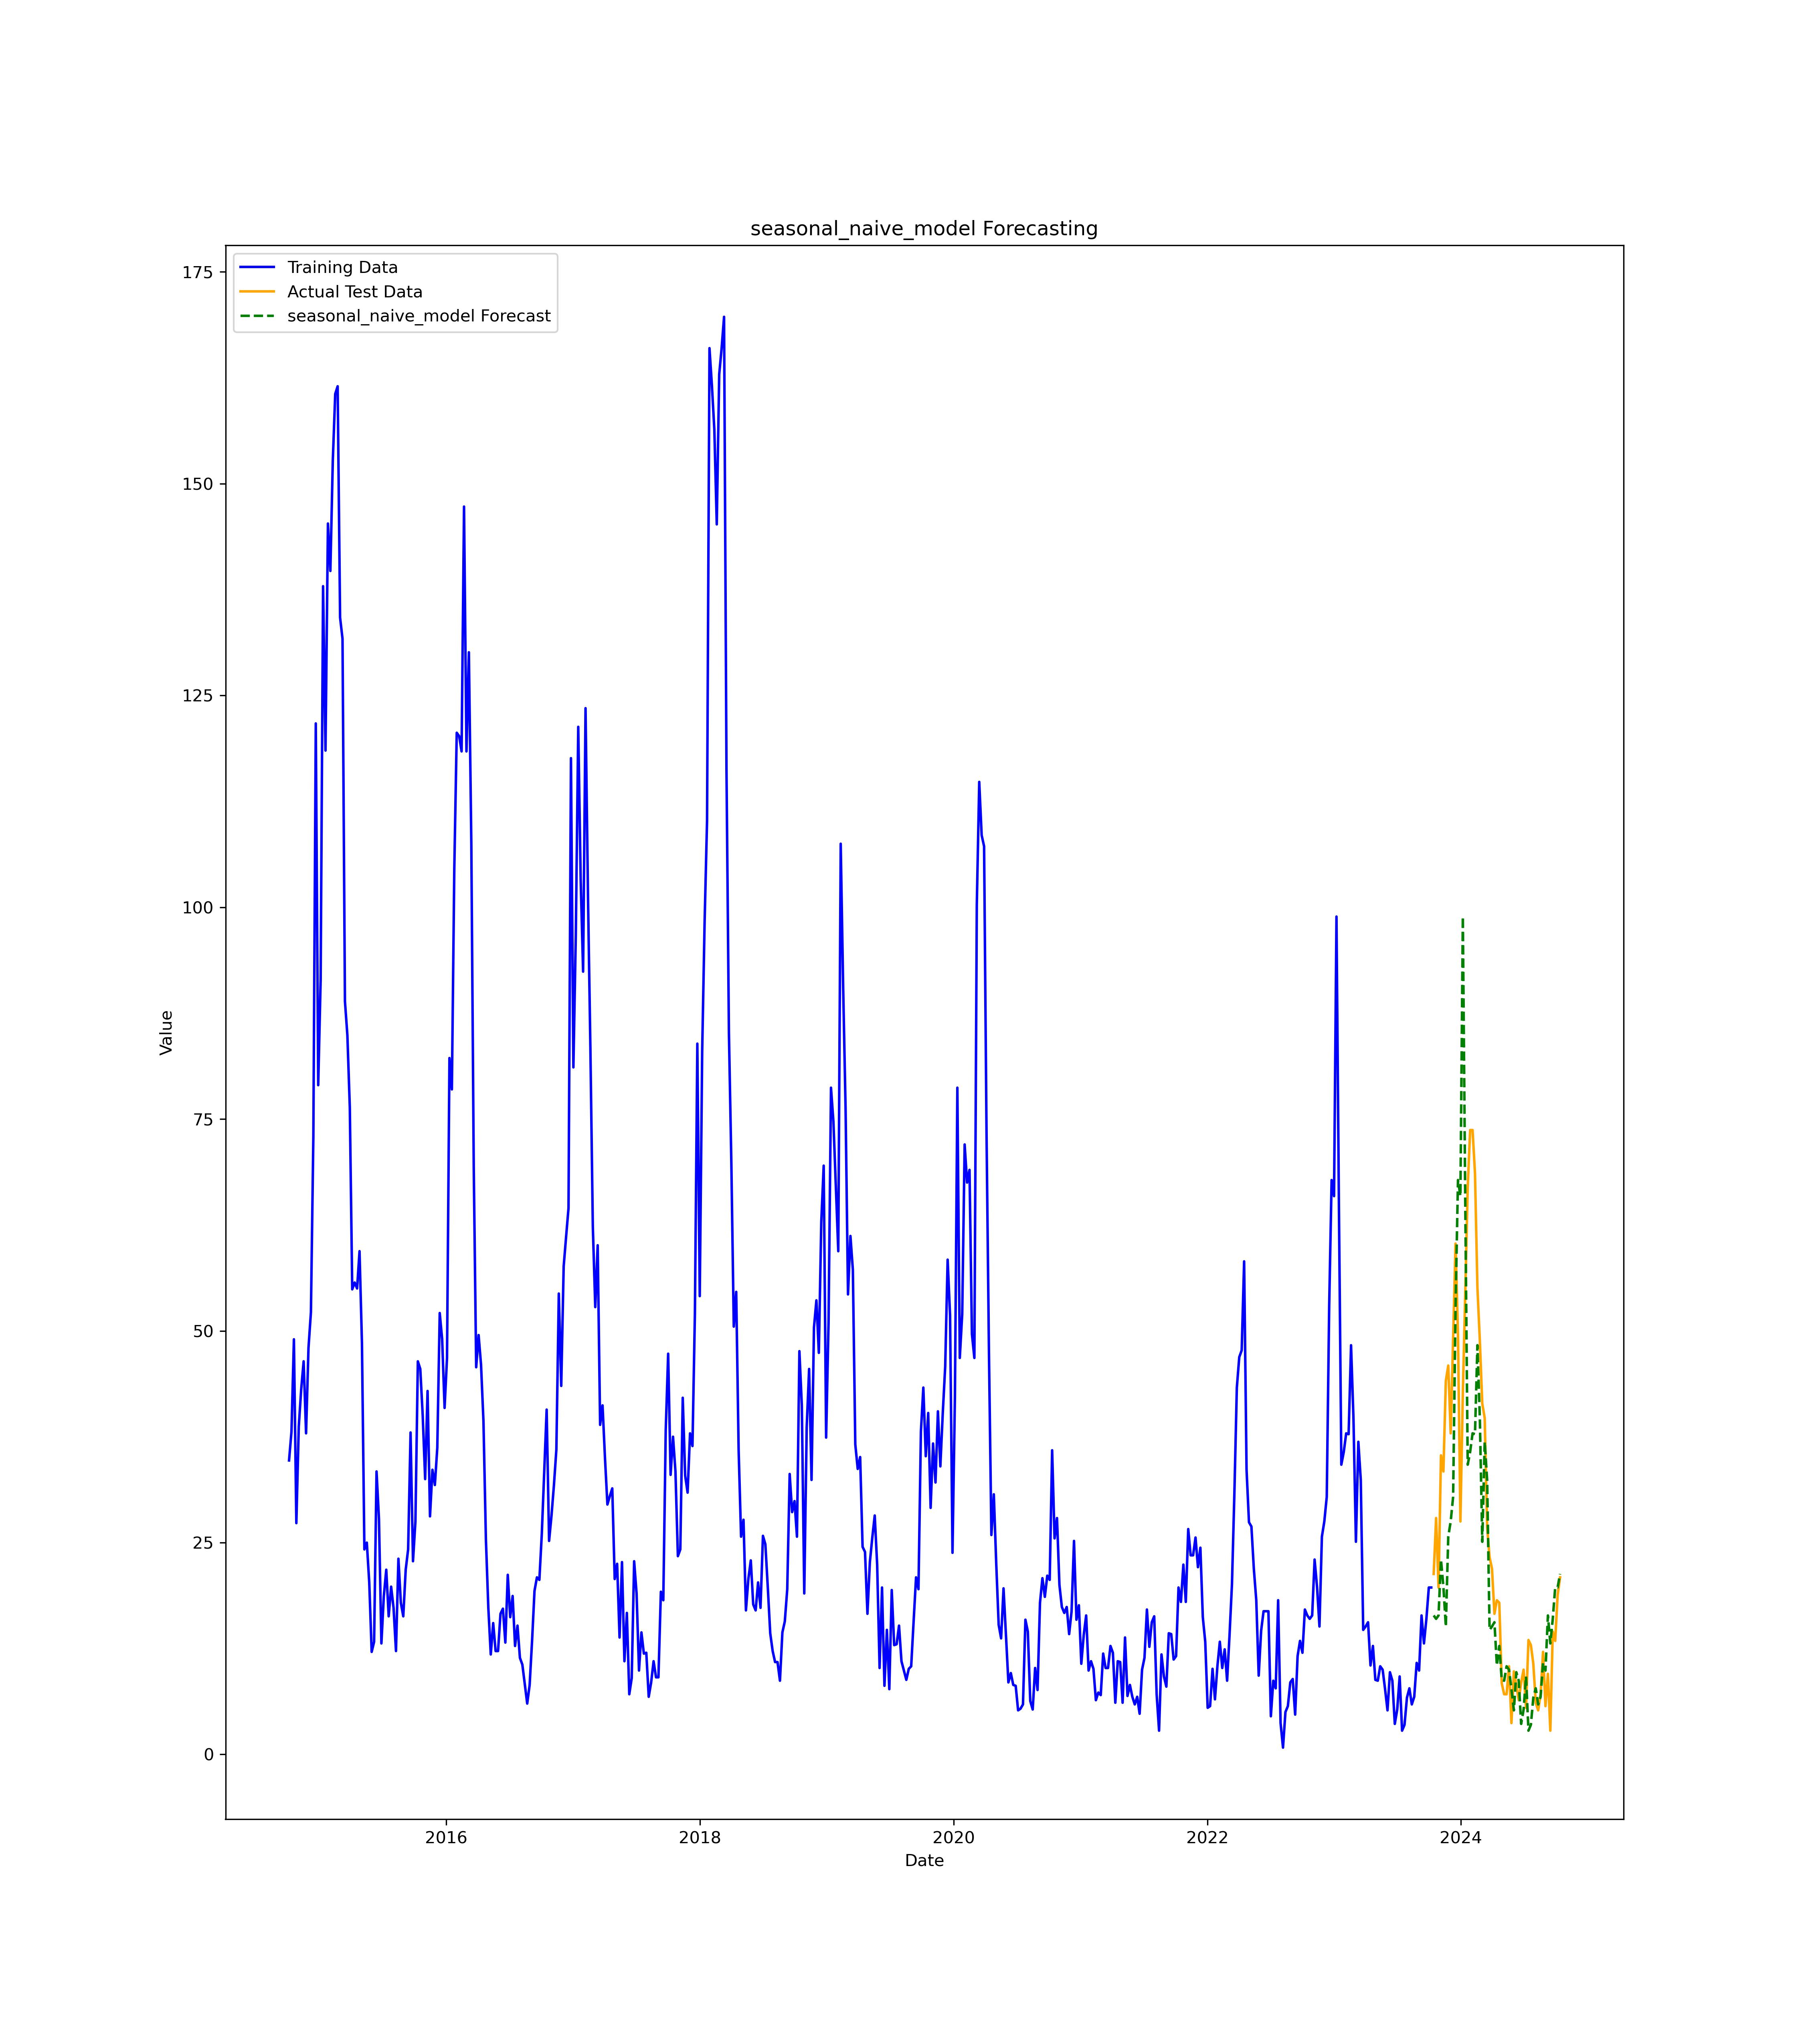 seasonal_naive_model Forecasting
Training Data
Actual Test Data
seasonal_naive_model Forecast
175
150
125
100
75
50
25
0
Value
2016 2018 2020 2022 2024
Date